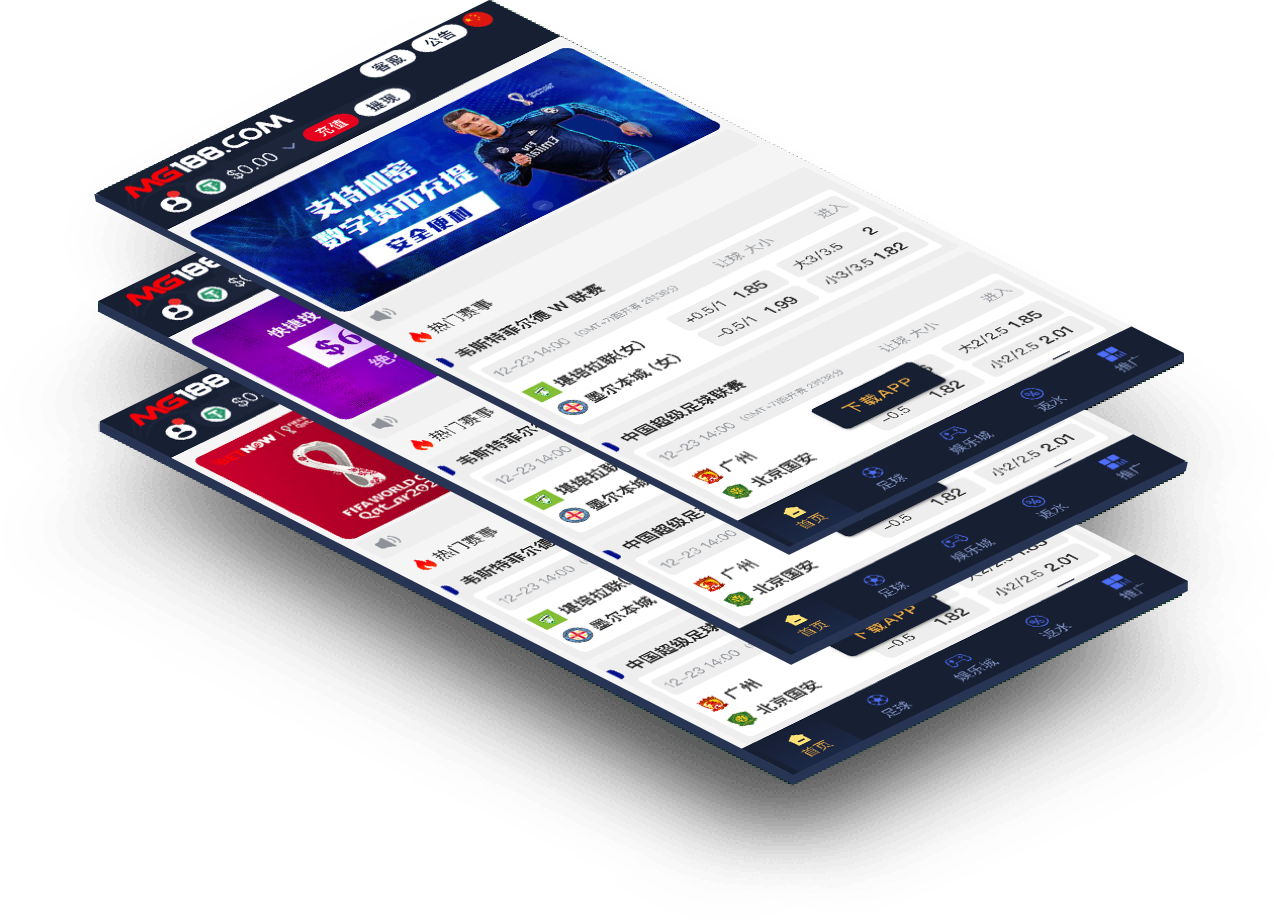 MG188.COM
客服
公告
$0.00
充值
提现
支持加密
数字货币充提
安全便利
Fly
Emirates
热门赛事
韦斯特菲尔德 W 联赛
让球 大小
进入
12-23 14:00
(GMT+7)距开赛 2时38分
堪培拉联(女)
+0.5/1 1.85
大3/3.5 2
墨尔本城 (女)
-0.5/1 1.99
小3/3.5 1.82
中国超级足球联赛
让球 大小
进入
12-23 14:00
(GMT+7)距开赛 2时38分
广州
大2/2.5 1.85
北京国安
-0.5 1.82
小2/2.5 2.01
下载APP
首页
足球
娱乐城
返水
推广
MG188
快捷投
$6
热门赛事
韦斯特菲尔德
12-23 14:00
堪培拉联(
墨尔本城
中国超级足球
12-23 14:00
广州
北京国安
-0.5 1.82
小2/2.5 2.01
首页
足球
娱乐城
返水
推广
MG188
$0.
NOW
FIFA WORLD C
Qatar202
热门赛事
韦斯特菲尔德
12-23 14:00
堪培拉联(
墨尔本城
中国超级足球
12-23 14:00
广州
北京国安
-0.5 1.82
小2/2.5 2.01
下载APP
首页
足球
娱乐城
返水
推广